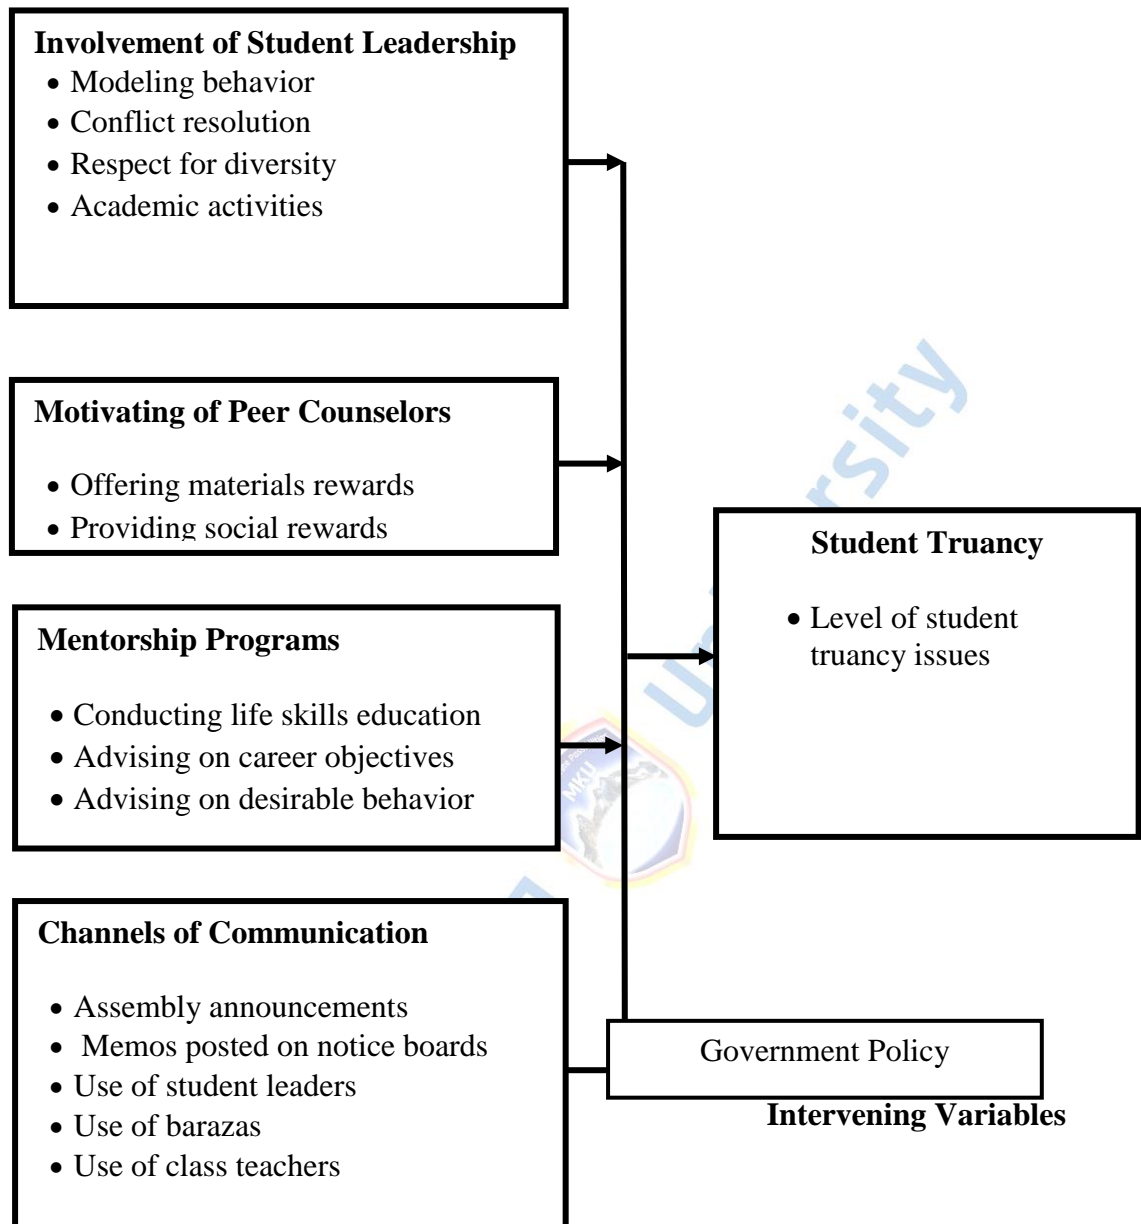 Involvement of Student Leadership
• Modeling behavior
• Conflict resolution
• Respect for diversity
• Academic activities
Motivating of Peer Counselors
• Offering materials rewards
• Providing social rewards
Mentorship Programs
• Conducting life skills education
• Advising on career objectives
• Advising on desirable behavior
Channels of Communication
• Assembly announcements
• Memos posted on notice boards
• Use of student leaders
• Use of barazas
• Use of class teachers
Student Truancy
• Level of student
truancy issues
Government Policy
Intervening Variables
MKU